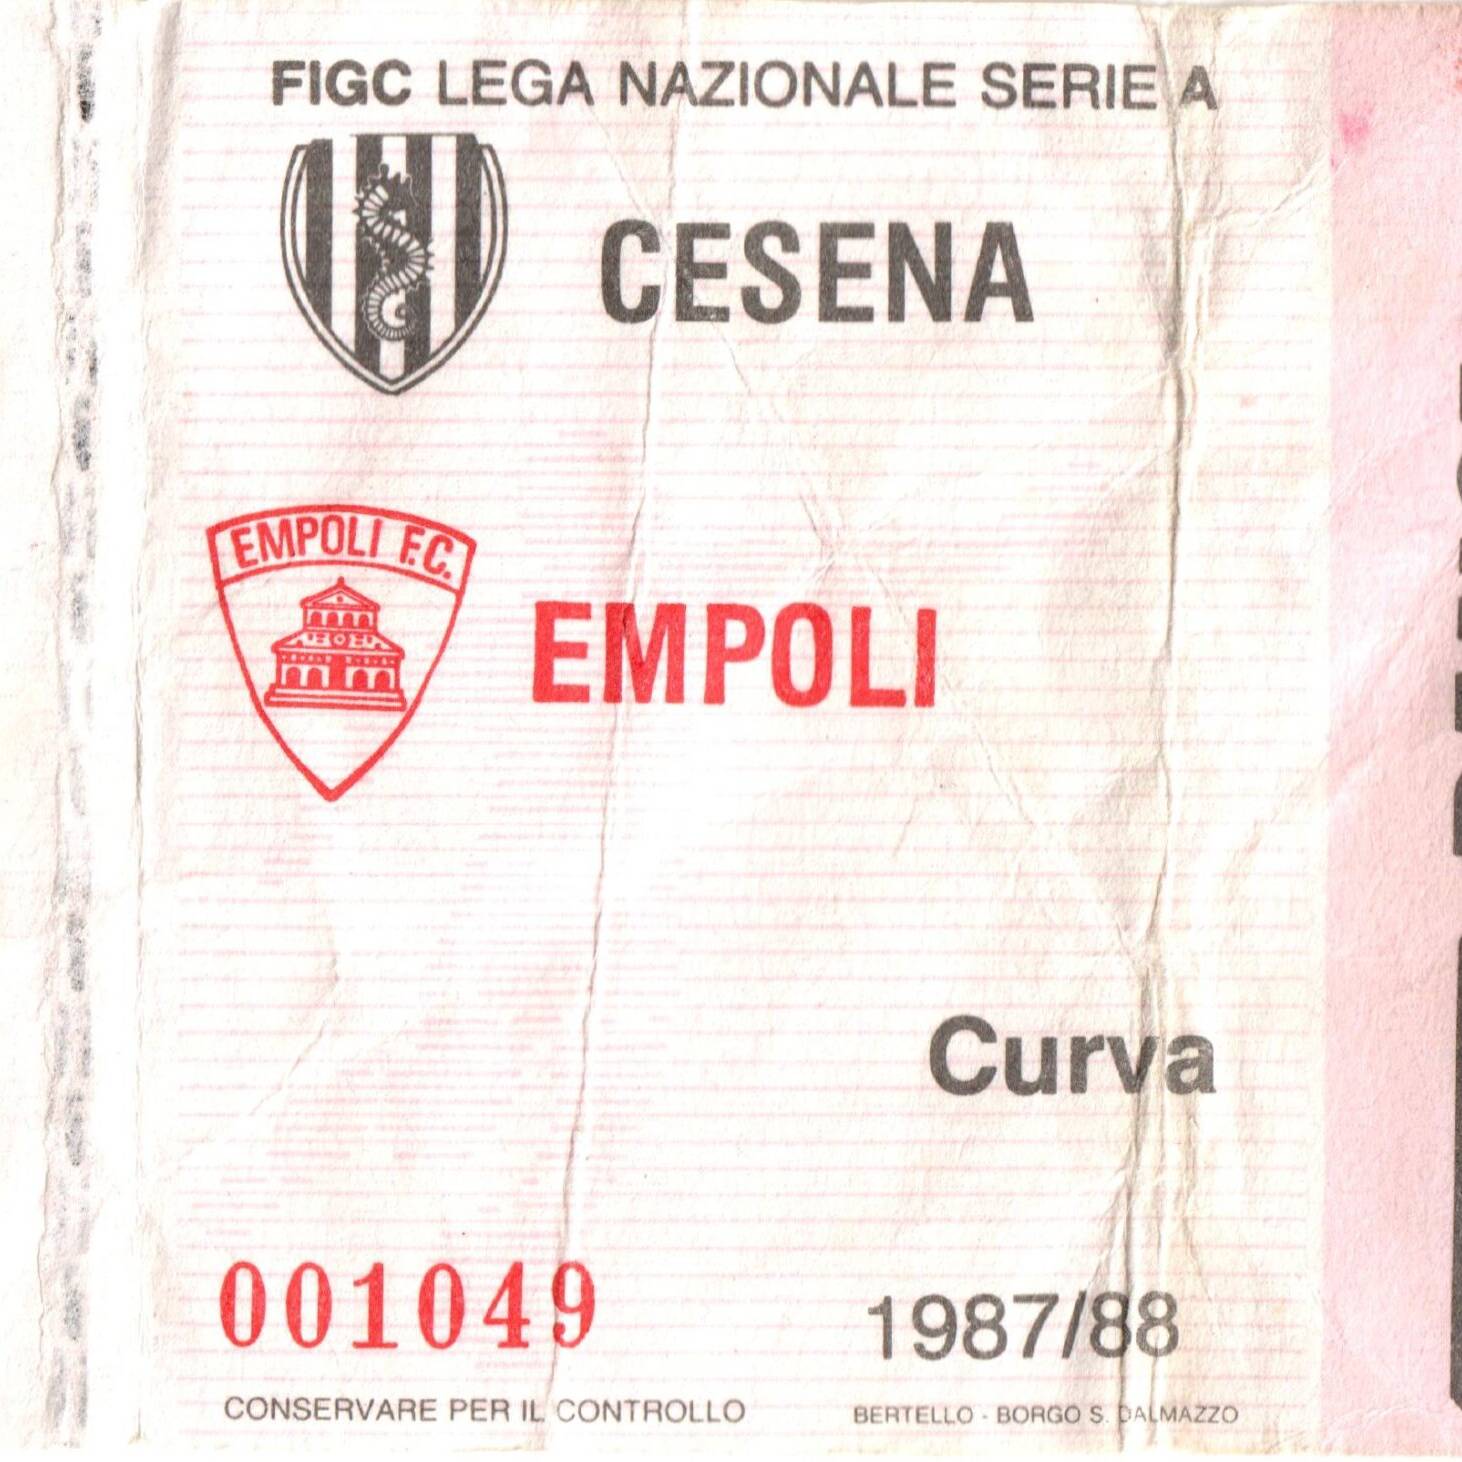 FIGC LEGA NAZIONALE SERIE A
CESENA
EMPOLI F.C.
EMPOLI
Curva
001049
1987/88
CONSERVARE PER IL CONTROLLO
BERTELLO - BORGO S. DALMAZZO